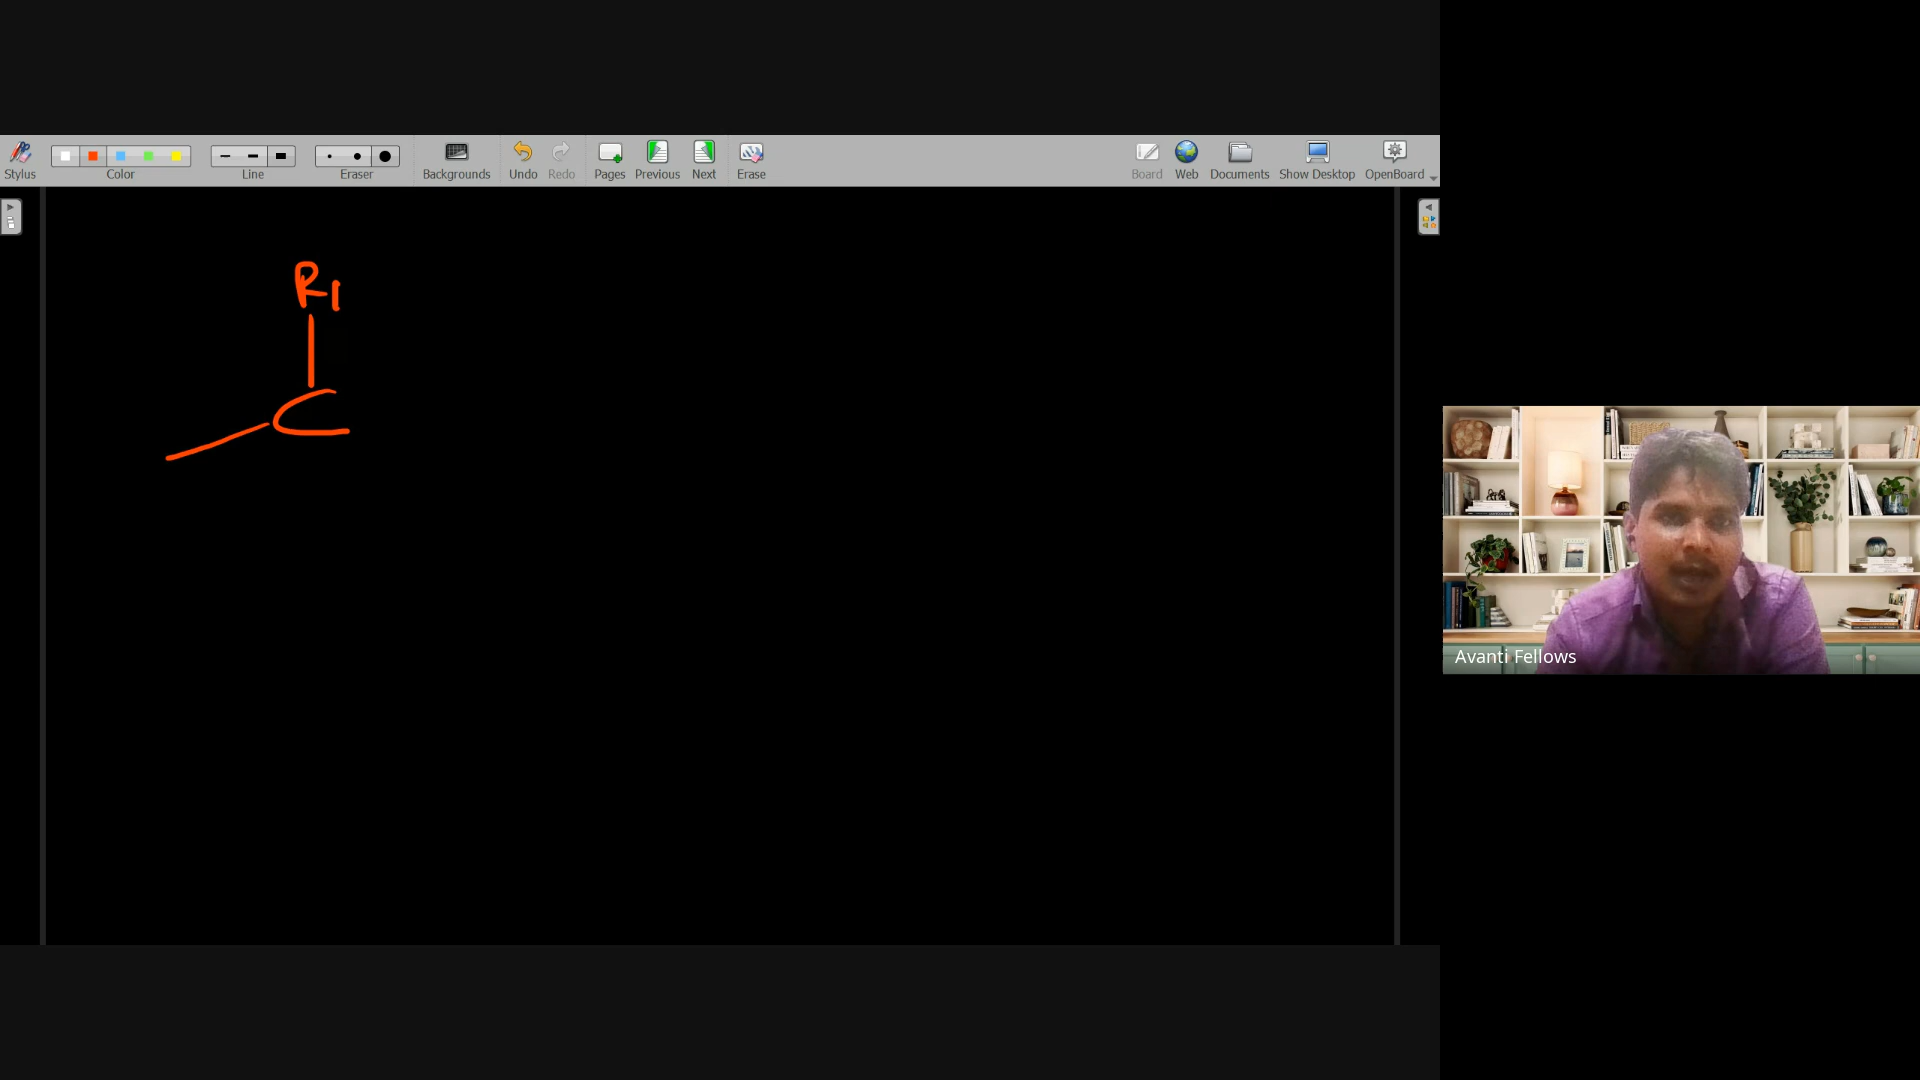 Stylus Color Line Eraser Backgrounds Undo Redo Pages Previous Next Erase Board Web Documents Show Desktop OpenBoard
R1
C
Avanti Fellows